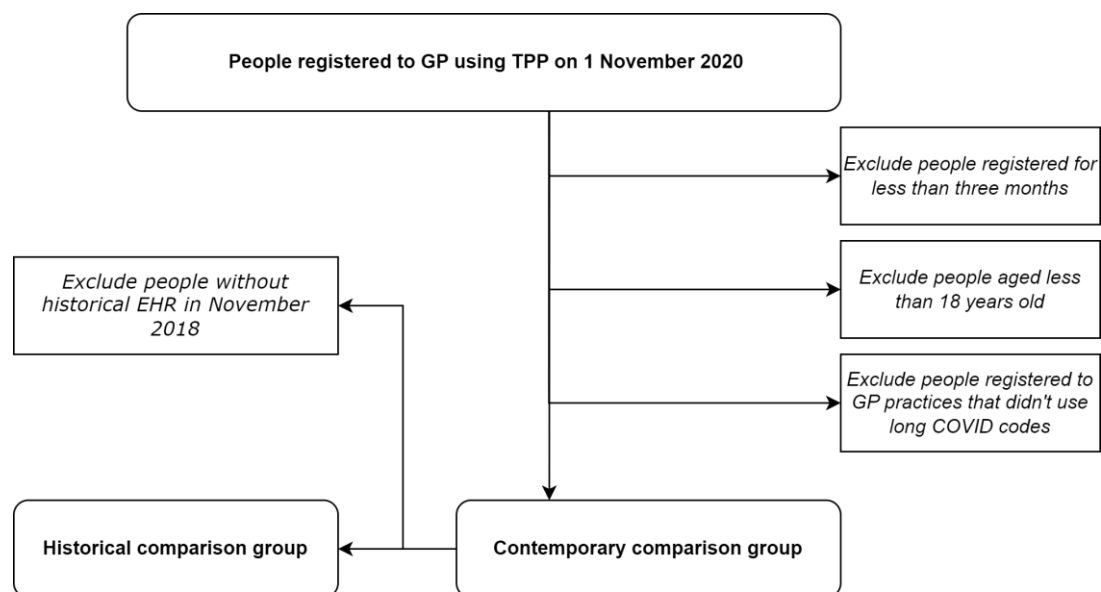 People registered to GP using TPP on 1 November 2020
Exclude people registered for
less than three months
Exclude people without
historical EHR in November
2018
Exclude people aged less
than 18 years old
Exclude people registered to
GP practices that didn't use
long COVID codes
Historical comparison group
Contemporary comparison group